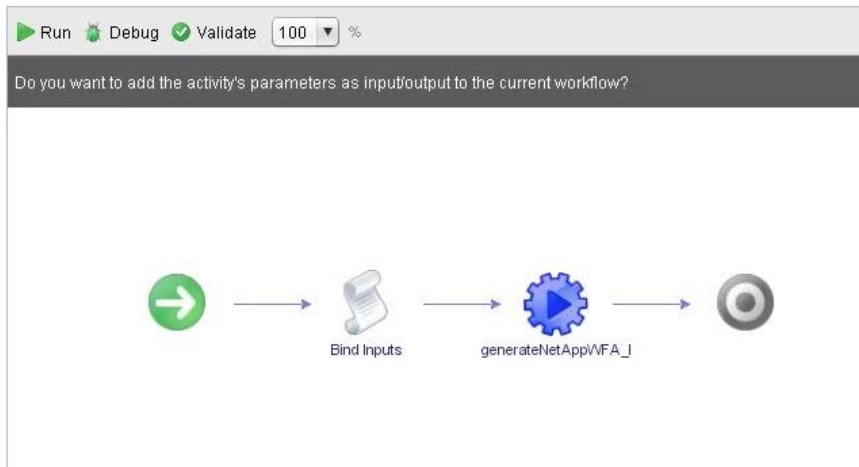 Run Debug Validate 100 %
Do you want to add the activity's parameters as input/output to the current workflow?
Bind Inputs generateNetAppWFA_I